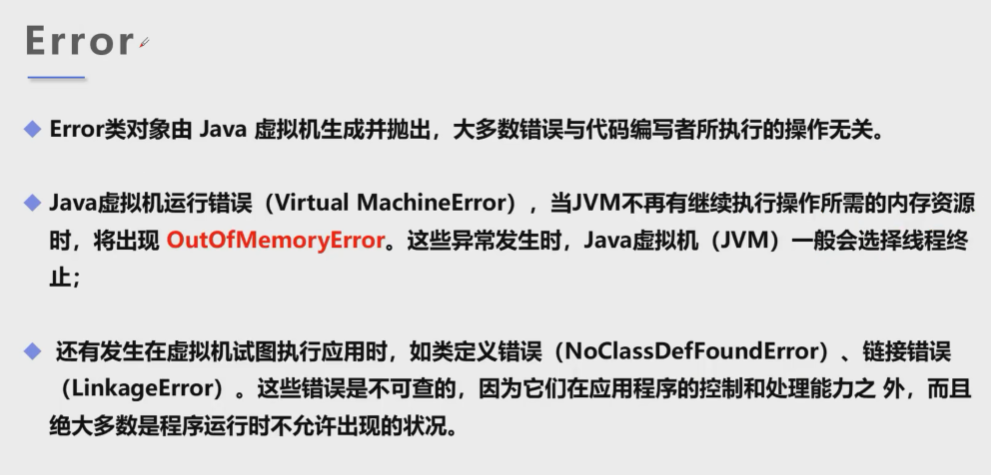 Error
Error类对象由 Java 虚拟机生成并抛出，大多数错误与代码编写者所执行的操作无关。
Java虚拟机运行错误（Virtual MachineError），当JVM不再有继续执行操作所需的内存资源
时，将出现 OutOfMemoryError。这些异常发生时，Java虚拟机（JVM）一般会选择线程终
止；
还有发生在虚拟机试图执行应用时，如类定义错误（NoClassDefFoundError）、链接错误
（LinkageError）。这些错误是不可查的，因为它们在应用程序的控制和处理能力之 外，而且
绝大多数是程序运行时不允许出现的状况。